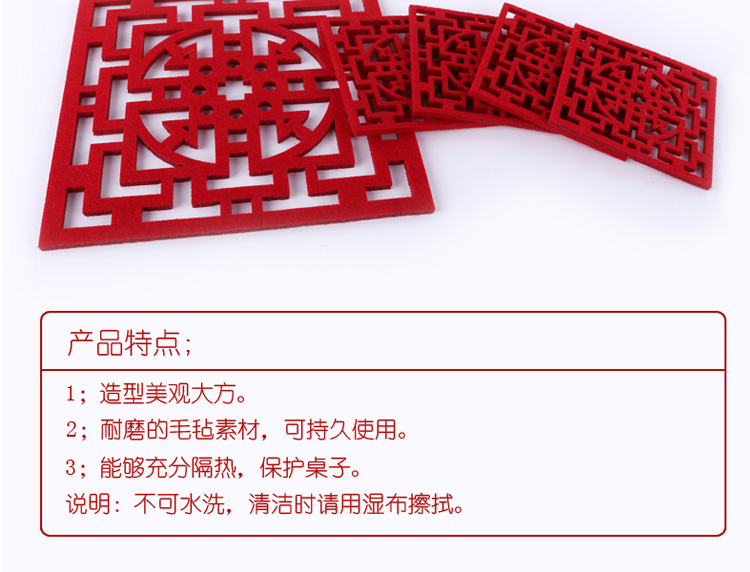 产品特点;
1; 造型美观大方。
2; 耐磨的毛毡素材，可持久使用。
3; 能够充分隔热，保护桌子。
说明: 不可水洗，清洁时请用湿布擦拭。